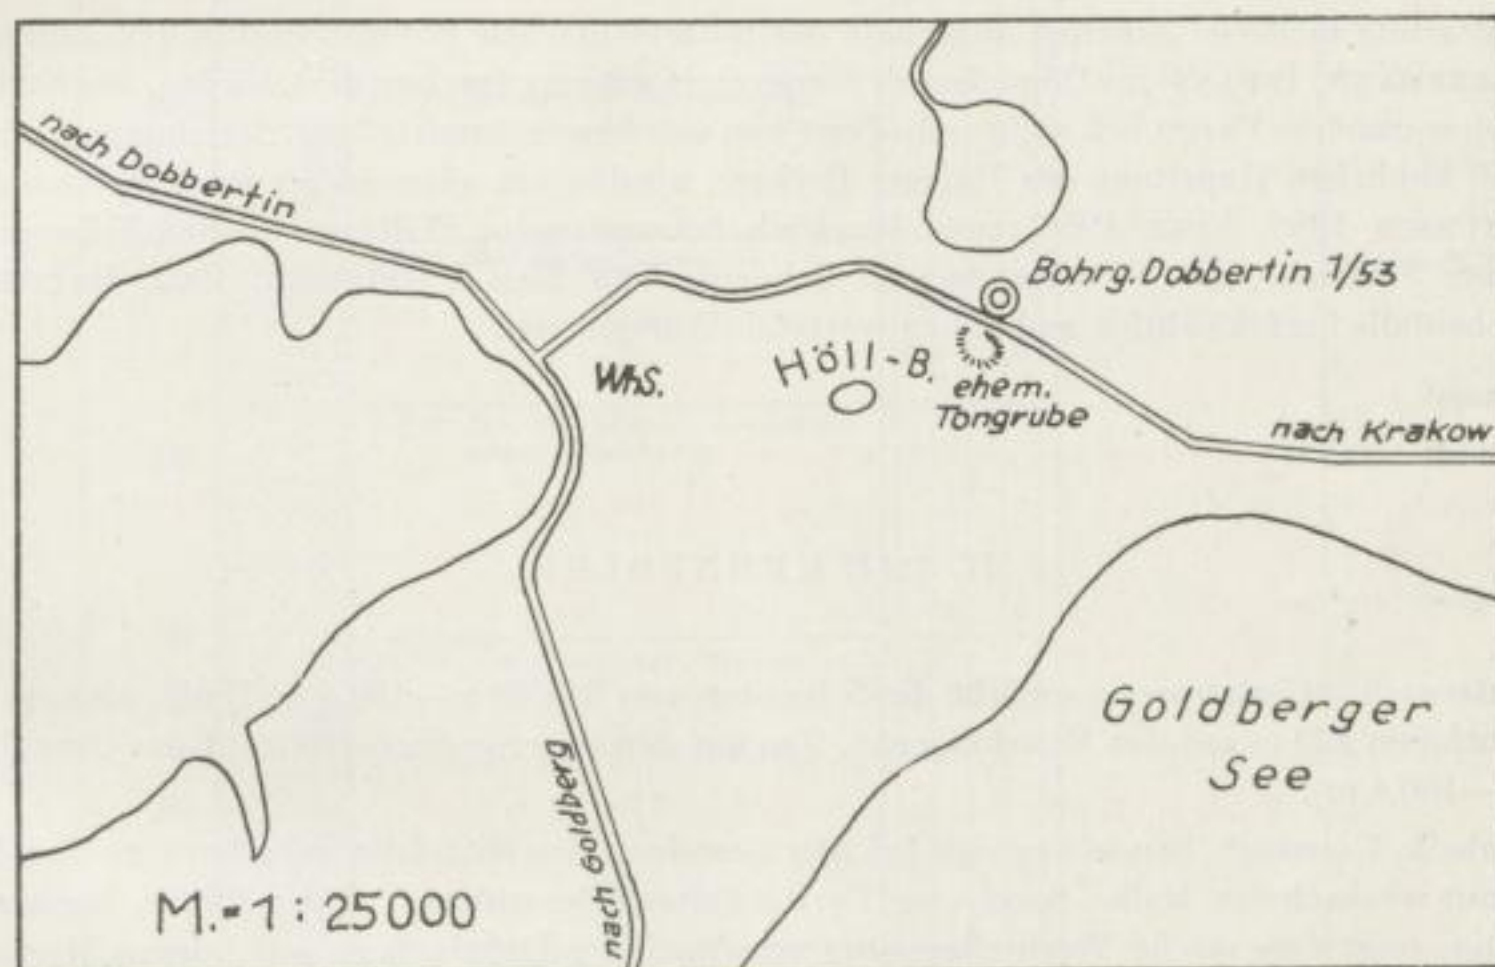 nach Dobbertin
Bohrg. Dobbertin 1/53
Whs.
Höll-B.
ehem.
Tongrube
nach Krakow
Goldberger
See
nach Goldberg
M.=1:25000